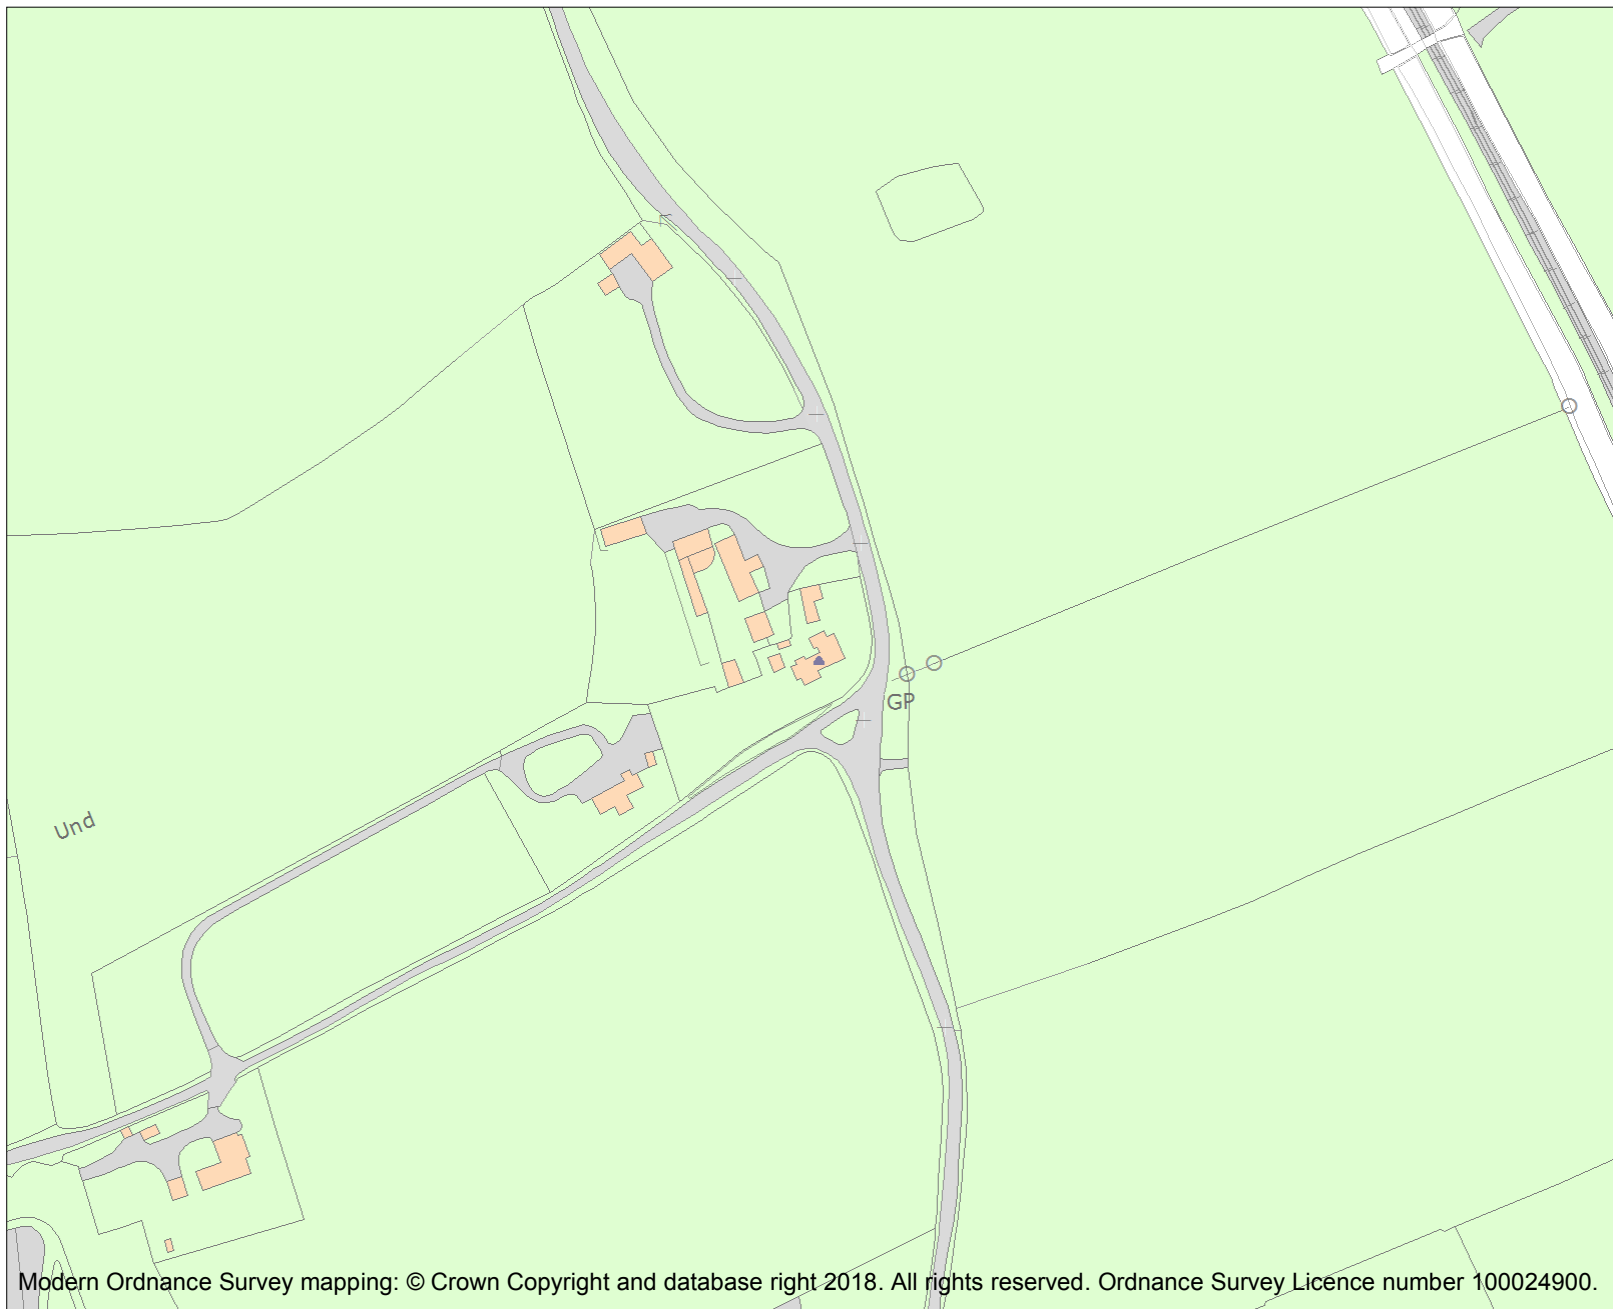 GP
Und
Modern Ordnance Survey mapping: © Crown Copyright and database right 2018. All rights reserved. Ordnance Survey Licence number 100024900.